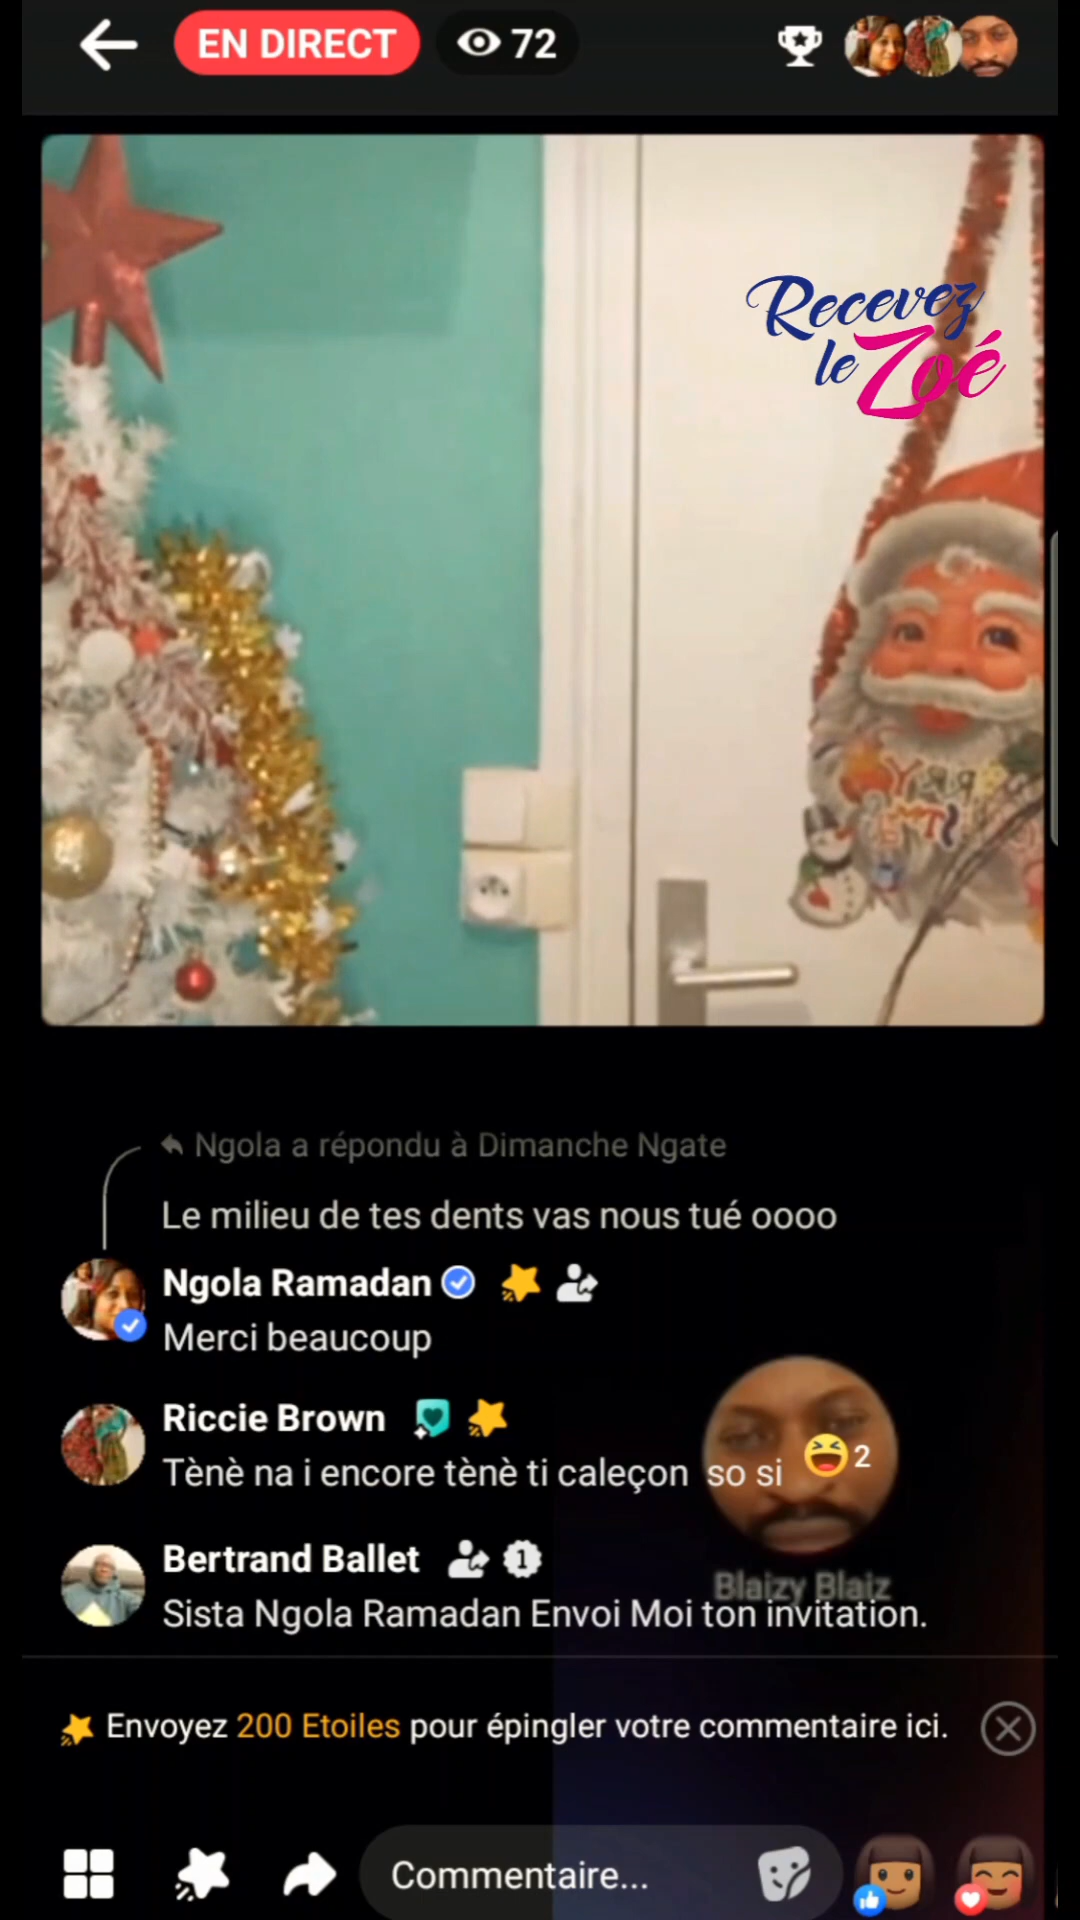 EN DIRECT 72
Recevez
le Zoé
Ngola a répondu à Dimanche Ngate
Le milieu de tes dents vas nous tué oooo
Ngola Ramadan
Merci beaucoup
Riccie Brown
Tènè na i encore tènè ti caleçon so si 2
Bertrand Ballet 1
Blaizy Blaiz
Sista Ngola Ramadan Envoi Moi ton invitation.
Envoyez 200 Etoiles pour épingler votre commentaire ici.
Commentaire...